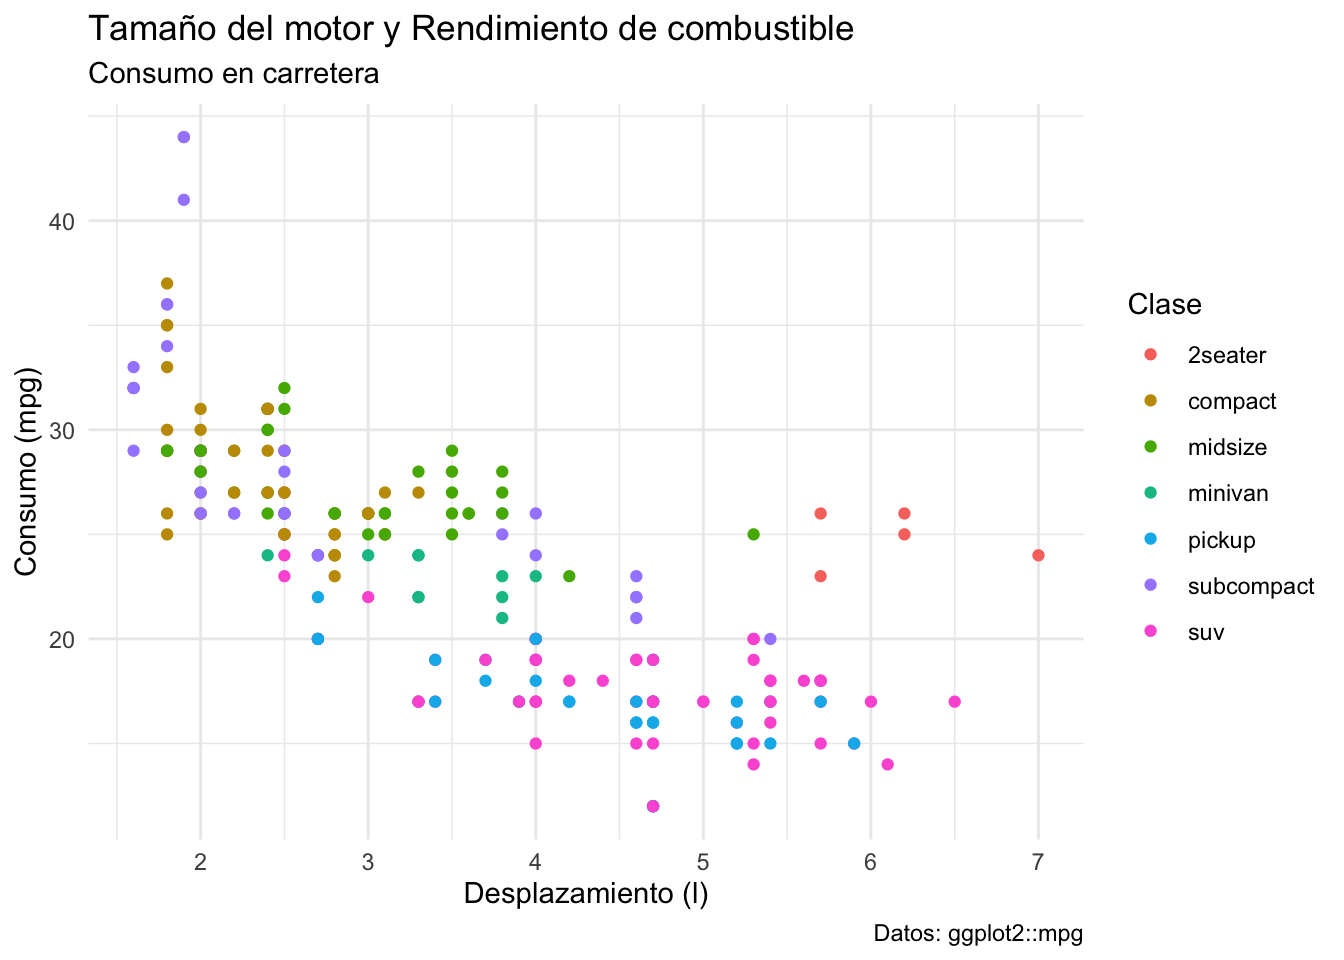 Tamaño del motor y Rendimiento de combustible
Consumo en carretera
Consumo (mpg)
40
30
20
2 3 4 5 6 7
Desplazamiento (l)
Clase
2seater
compact
midsize
minivan
pickup
subcompact
suv
Datos: ggplot2::mpg